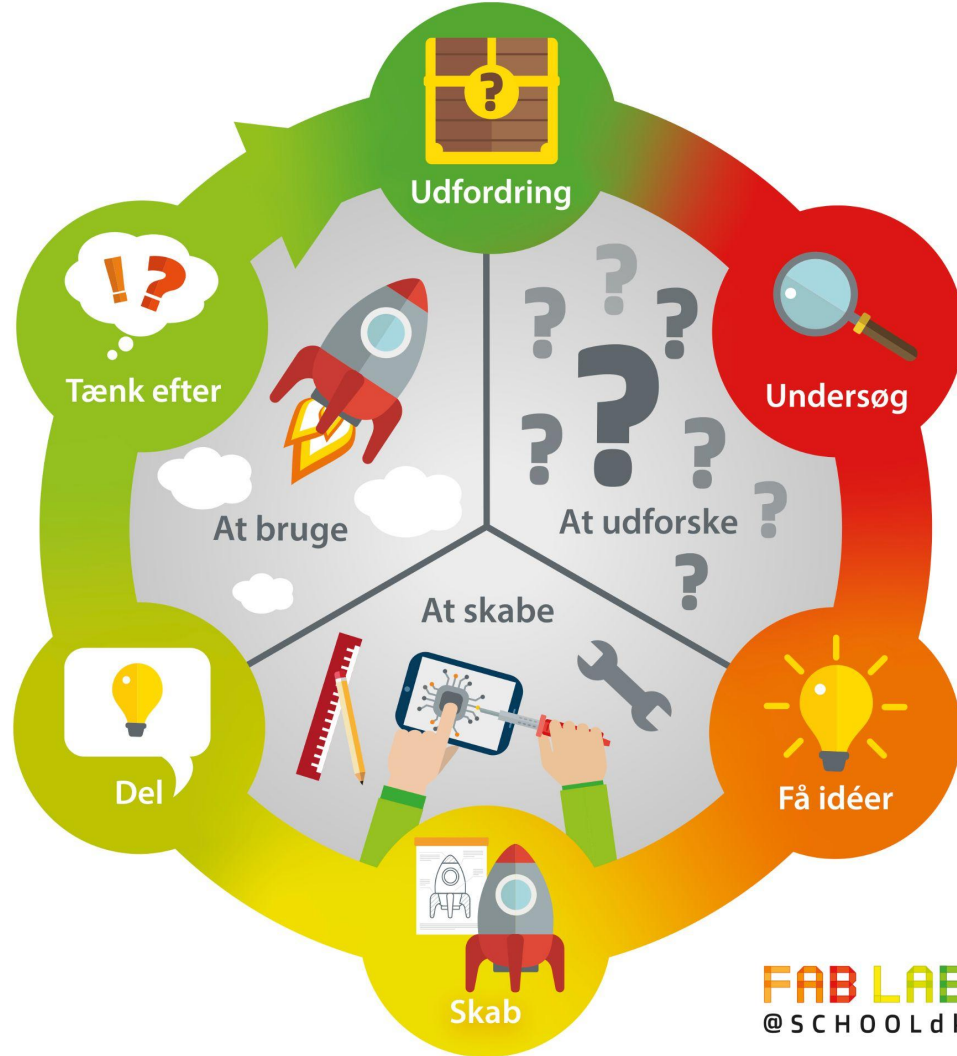 Udfordring
Undersøg
Få idéer
Skab
Del
Tænk efter
At bruge
At udforske
At skabe
FAB LAB
@SCHOOLd